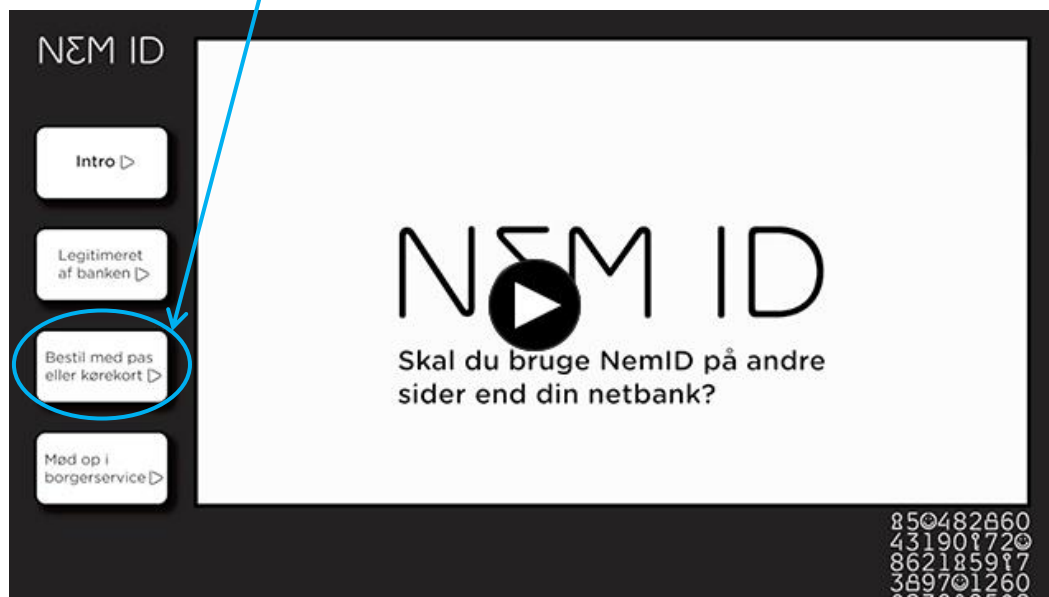 NEM ID
Intro
Legitimeret
af banken
Bestil med pas
eller kørekort
Mød op i
borgerservice
NEM ID
Skal du bruge NemID på andre
sider end din netbank?